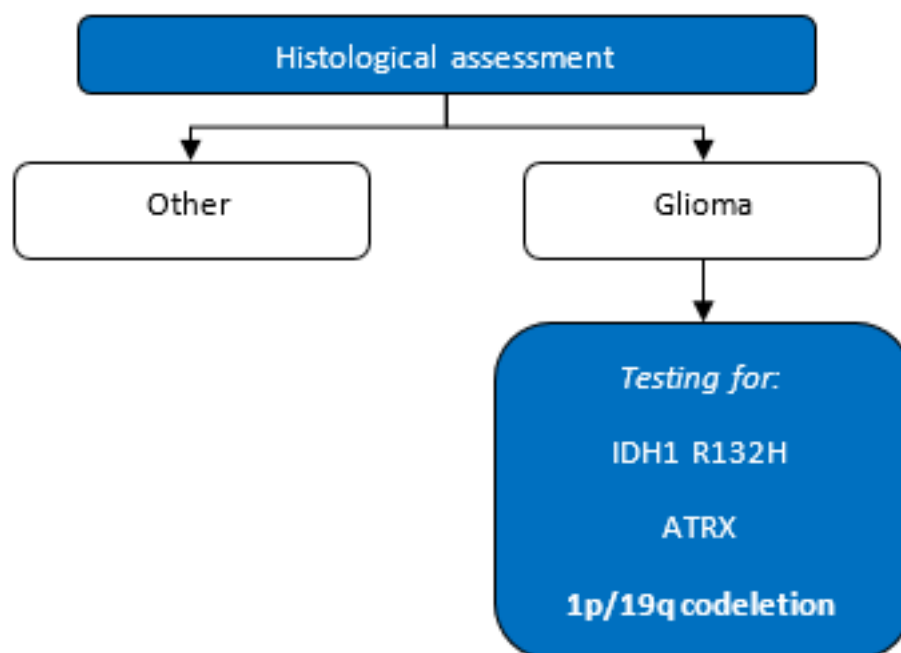 Histological assessment
Other
Glioma
Testing for:
IDH1 R132H
ATRX
1p/19q codeletion